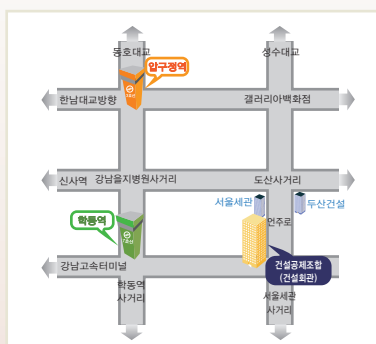 동호대교
성수대교
압구정역
한남대교방향
갤러리아백화점
신사역
강남을지병원사거리
도산사거리
서울세관
두산건설
학동역
언주로
강남고속터미널
건설공제조합
(건설회관)
학동역
사거리
서울세관
사거리